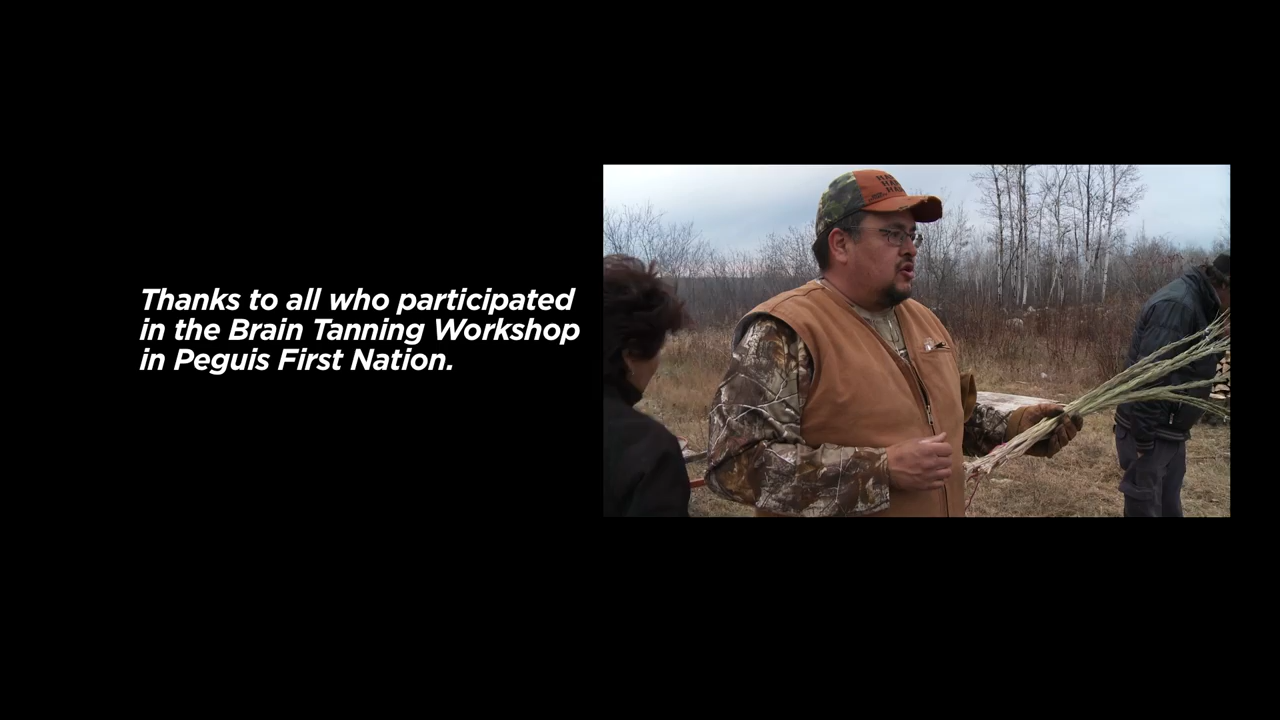 Thanks to all who participated
in the Brain Tanning Workshop
in Peguis First Nation.